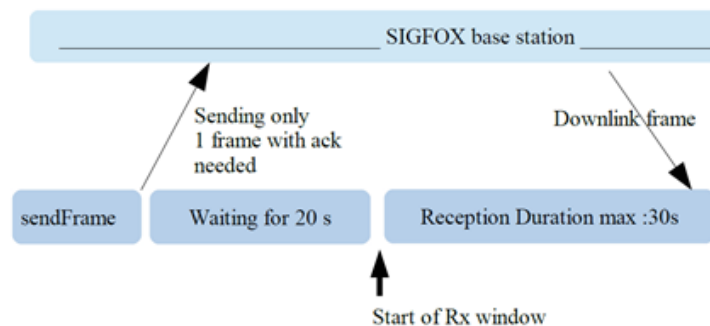 SIGFOX base station
Sending only
1 frame with ack
needed
Downlink frame
sendFrame
Waiting for 20 s
Reception Duration max :30s
Start of Rx window